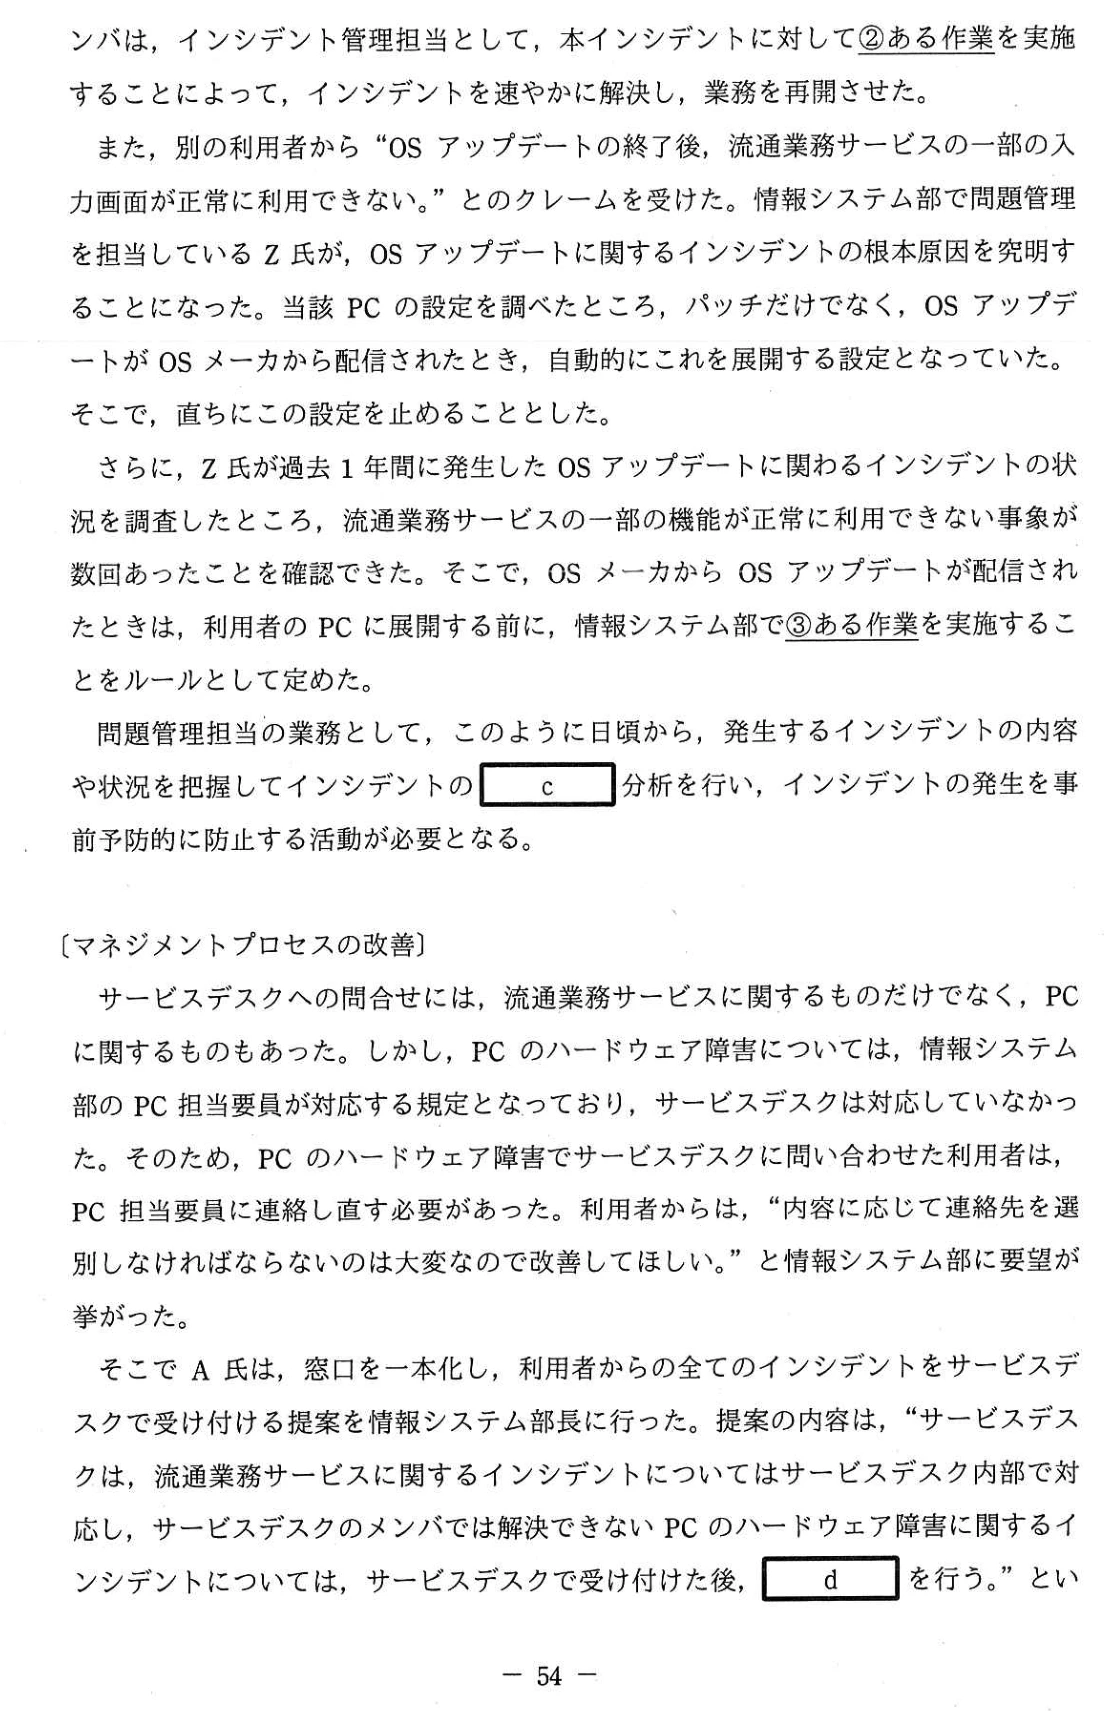 ンバは，インシデント管理担当として，本インシデントに対して②ある作業を実施
することによって，インシデントを速やかに解決し，業務を再開させた。
また，別の利用者から“OS アップデートの終了後，流通業務サービスの一部の入
力画面が正常に利用できない。”とのクレームを受けた。情報システム部で問題管理
を担当している Z 氏が，OS アップデートに関するインシデントの根本原因を究明す
ることになった。当該 PC の設定を調べたところ，パッチだけでなく，OS アップデ
ートが OS メーカから配信されたとき，自動的にこれを展開する設定となっていた。
そこで，直ちにこの設定を止めることとした。
さらに，Z 氏が過去 1 年間に発生した OS アップデートに関わるインシデントの状
況を調査したところ，流通業務サービスの一部の機能が正常に利用できない事象が
数回あったことを確認できた。そこで，OS メーカから OS アップデートが配信され
たときは，利用者の PC に展開する前に，情報システム部で③ある作業を実施するこ
とをルールとして定めた。
問題管理担当の業務として，このように日頃から，発生するインシデントの内容
や状況を把握してインシデントの c 分析を行い，インシデントの発生を事
前予防的に防止する活動が必要となる。
〔マネジメントプロセスの改善〕
サービスデスクへの問合せには，流通業務サービスに関するものだけでなく，PC
に関するものもあった。しかし，PC のハードウェア障害については，情報システム
部の PC 担当要員が対応する規定となっており，サービスデスクは対応していなかっ
た。そのため，PC のハードウェア障害でサービスデスクに問い合わせた利用者は，
PC 担当要員に連絡し直す必要があった。利用者からは，“内容に応じて連絡先を選
別しなければならないのは大変なので改善してほしい。”と情報システム部に要望が
挙がった。
そこで A 氏は，窓口を一本化し，利用者からの全てのインシデントをサービスデ
スクで受け付ける提案を情報システム部長に行った。提案の内容は，“サービスデス
クは，流通業務サービスに関するインシデントについてはサービスデスク内部で対
応し，サービスデスクのメンバでは解決できない PC のハードウェア障害に関するイ
ンシデントについては，サービスデスクで受け付けた後， d を行う。”とい
－ 54 －